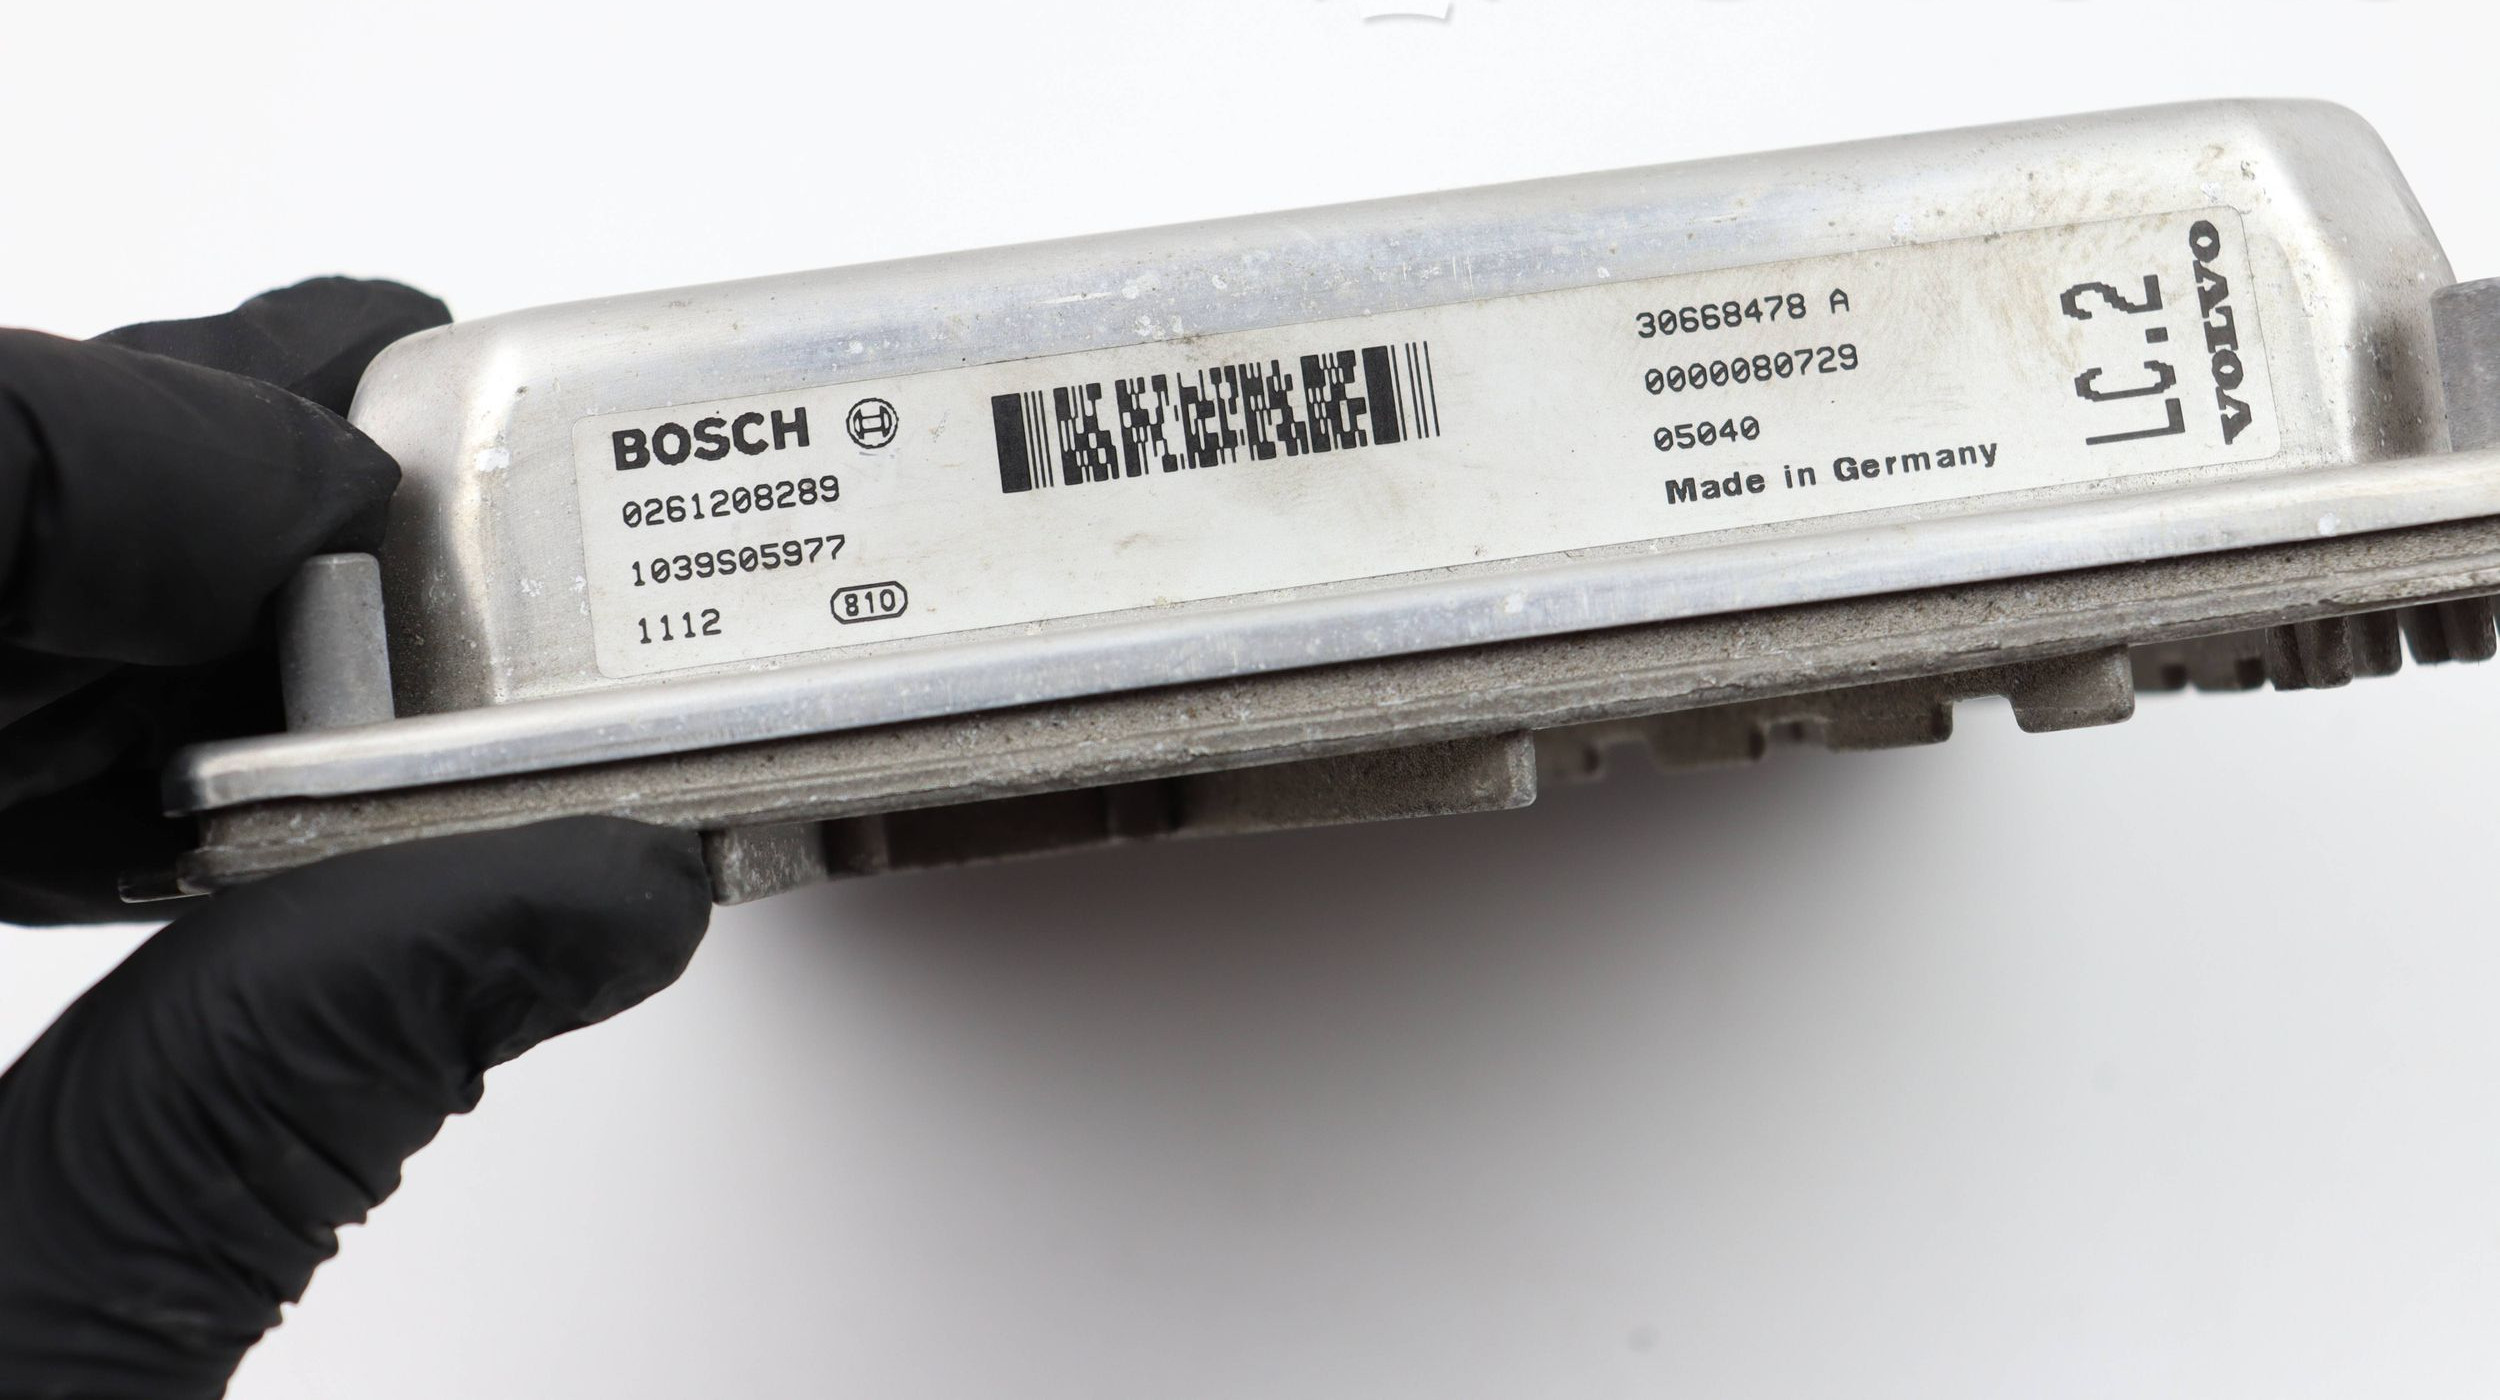 BOSCH
0261208289
1039S05977
1112 810
30668478 A
0000080729
05040
Made in Germany
LC.2
VOLVO